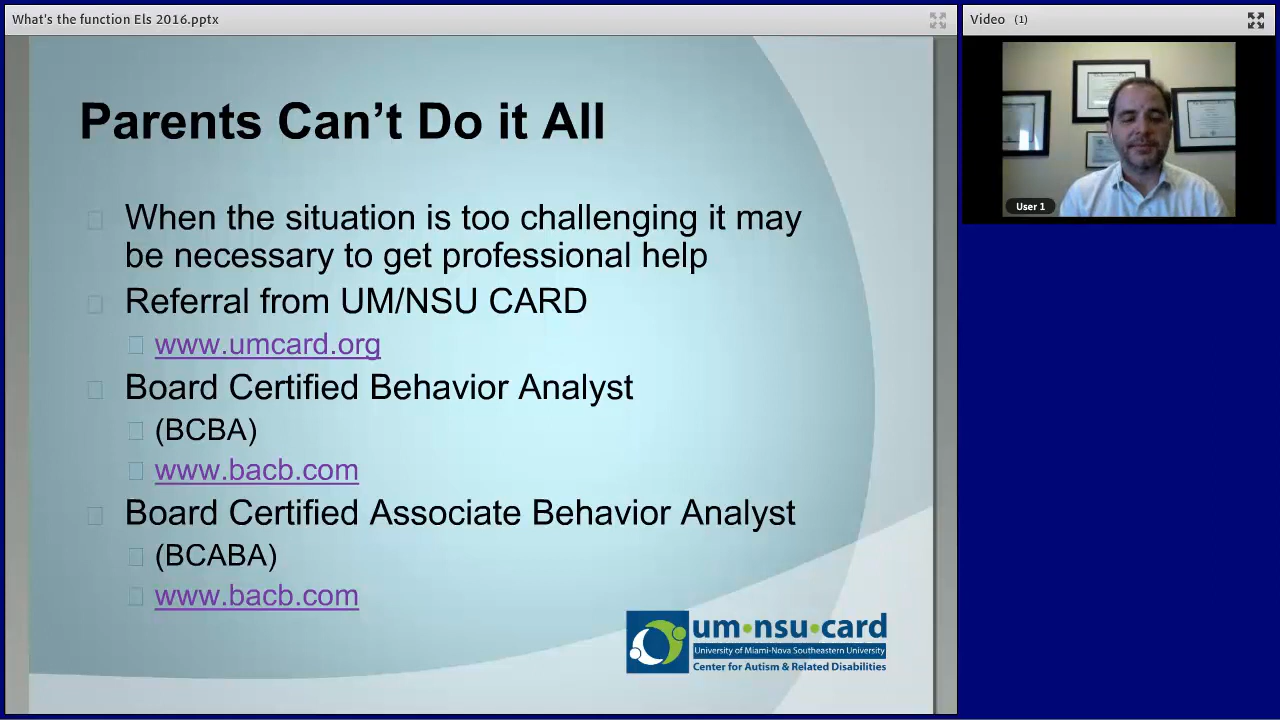 What's the function Els 2016.pptx
Video (1)
Parents Can’t Do it All
When the situation is too challenging it may
be necessary to get professional help
Referral from UM/NSU CARD
www.umcard.org
Board Certified Behavior Analyst
(BCBA)
www.bacb.com
Board Certified Associate Behavior Analyst
(BCABA)
www.bacb.com
um•nsu•card
University of Miami-Nova Southeastern University
Center for Autism & Related Disabilities
User 1